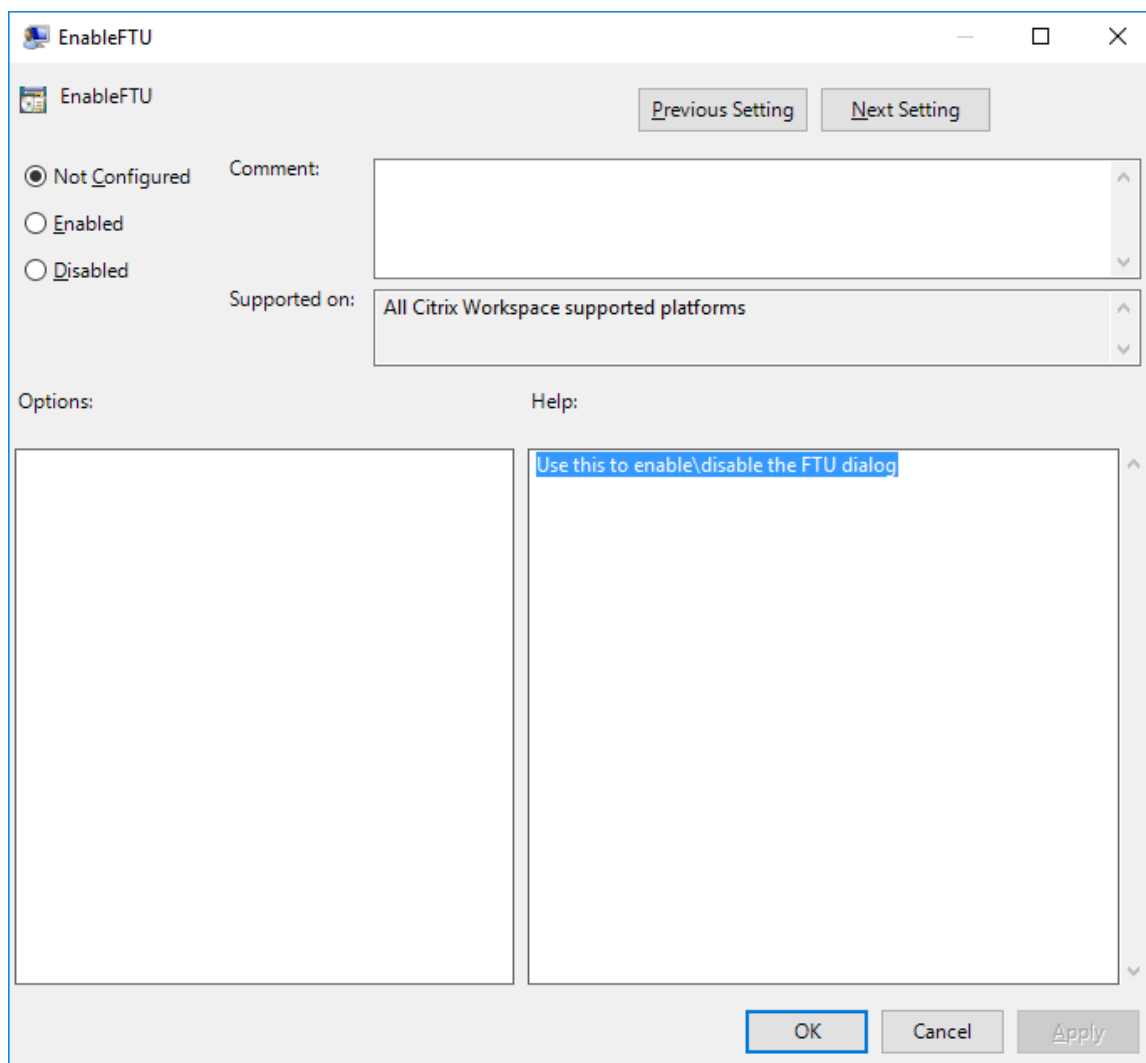 EnableFTU
EnableFTU
Previous Setting
Next Setting
Not Configured
Comment:
Enabled
Disabled
Supported on:
All Citrix Workspace supported platforms
Options:
Help:
Use this to enable\disable the FTU dialog
OK
Cancel
Apply